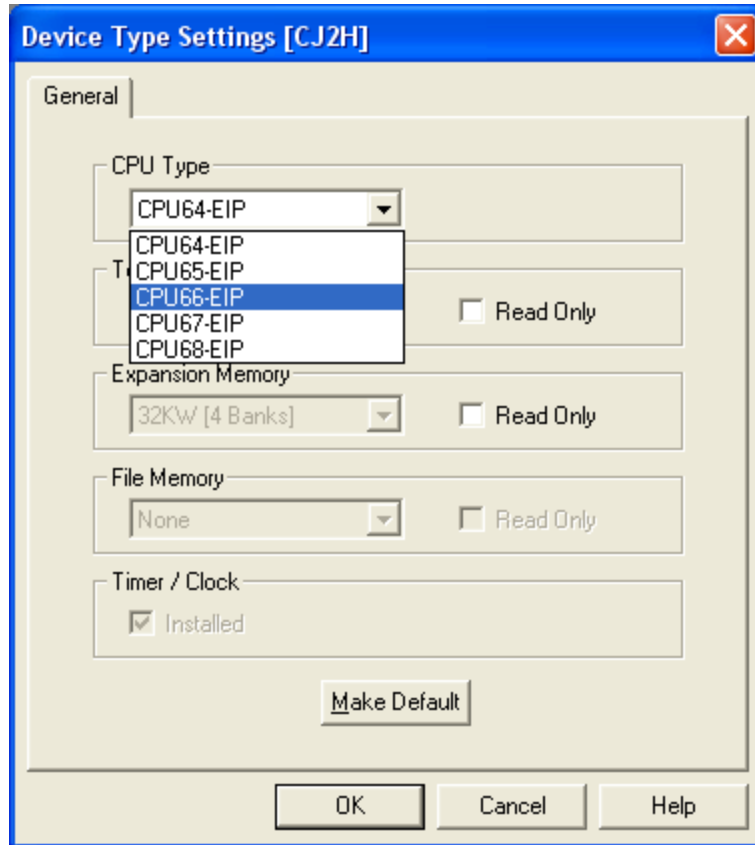 Device Type Settings [CJ2H]
General
CPU Type
CPU64-EIP
CPU64-EIP
CPU65-EIP
CPU66-EIP
CPU67-EIP
CPU68-EIP
Read Only
Expansion Memory
32KW [4 Banks]
Read Only
File Memory
None
Read Only
Timer / Clock
Installed
Make Default
OK
Cancel
Help